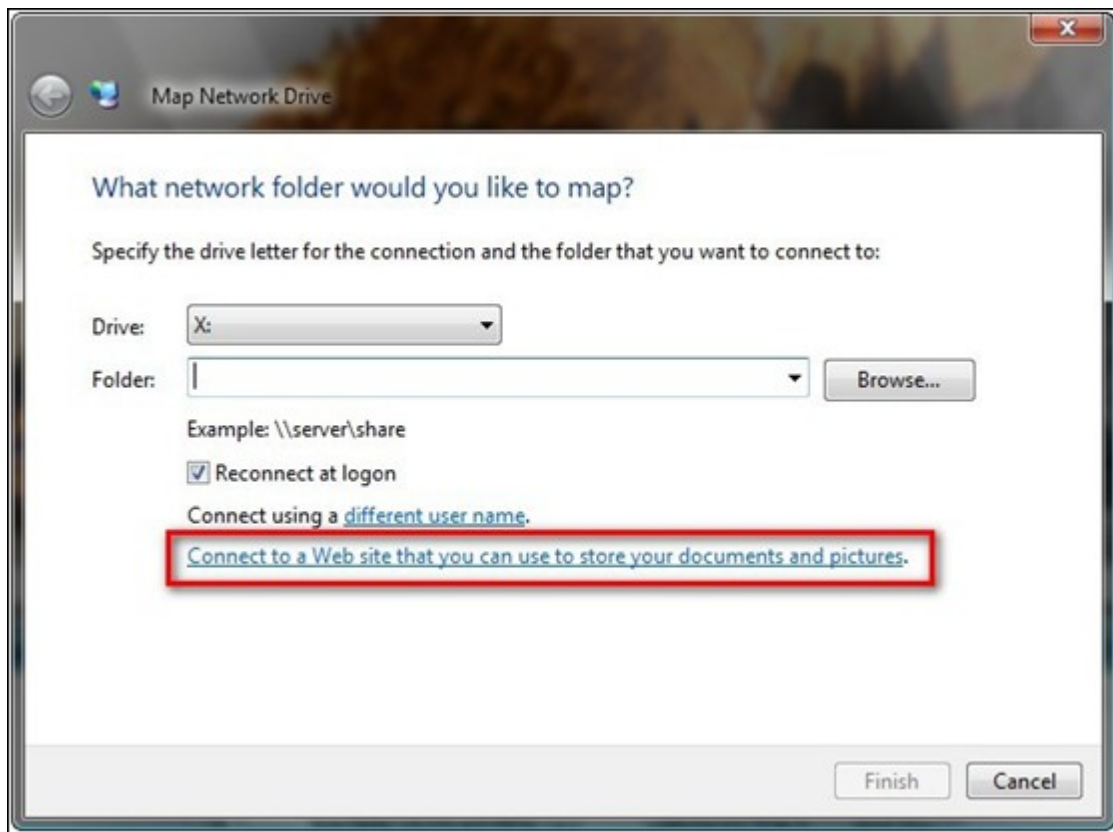 Map Network Drive
What network folder would you like to map?
Specify the drive letter for the connection and the folder that you want to connect to:
Drive: X:
Folder: Browse...
Example: \\server\share
Reconnect at logon
Connect using a different user name.
Connect to a Web site that you can use to store your documents and pictures.
Finish Cancel